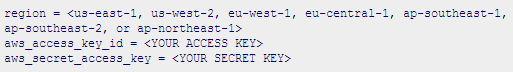 region = <us-east-1, us-west-2, eu-west-1, eu-central-1, ap-southeast-1,
ap-southeast-2, or ap-northeast-1>
aws_access_key_id = <YOUR ACCESS KEY>
aws_secret_access_key = <YOUR SECRET KEY>